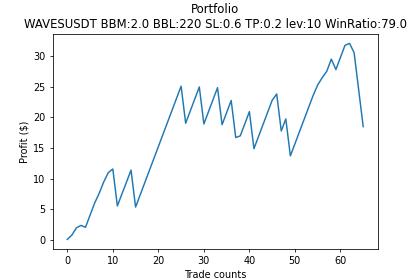 Portfolio
WAVESUSDT BBM:2.0 BBL:220 SL:0.6 TP:0.2 lev:10 WinRatio:79.0
30
25
20
15
10
5
0
Profit ($)
0 10 20 30 40 50 60
Trade counts